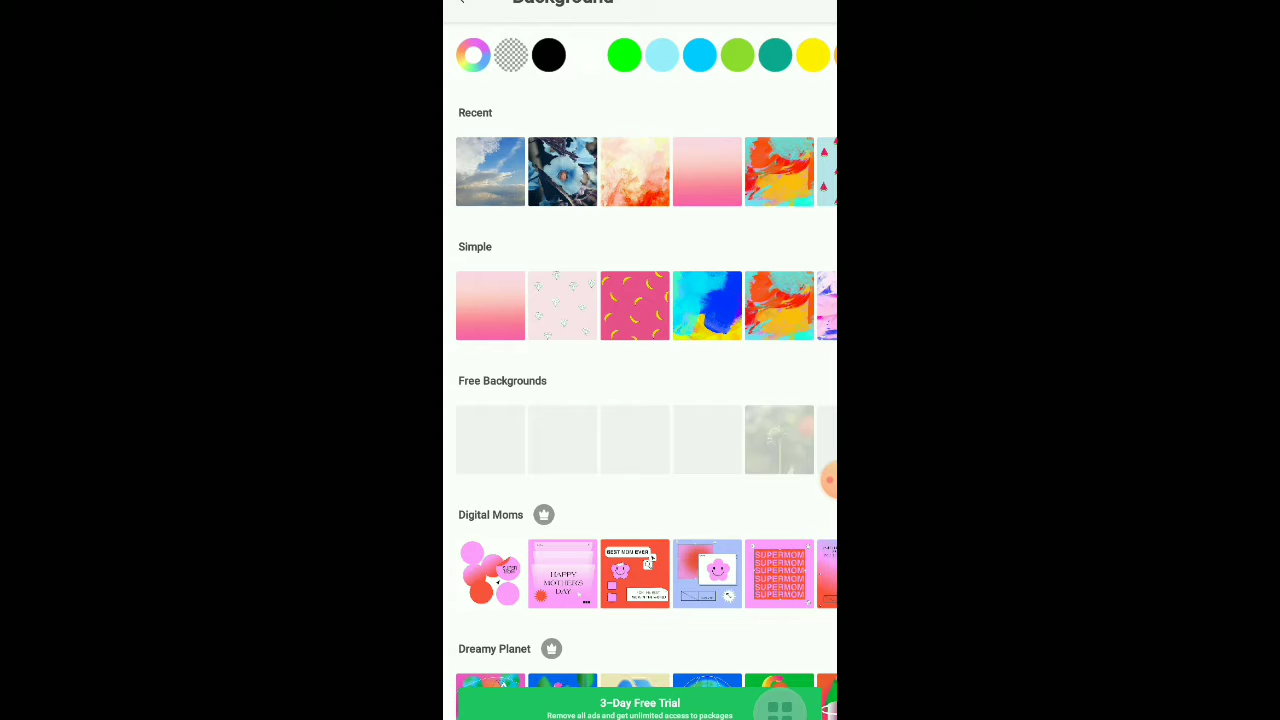 Background
Recent
Simple
Free Backgrounds
Digital Moms
HAPPY
MOTHER'S
DAY
BEST MOM EVER
SUPERMOM
SUPERMOM
SUPERMOM
SUPERMOM
SUPERMOM
Dreamy Planet
3-Day Free Trial
Remove all ads and get unlimited access to packages